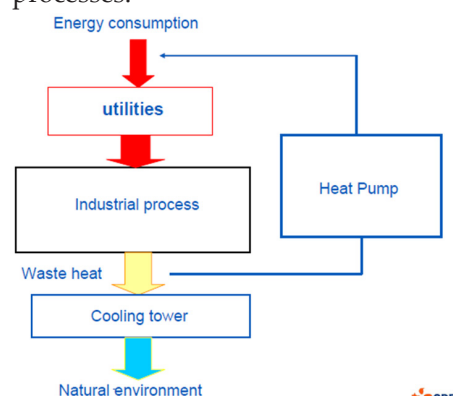 processes.
Energy consumption
utilities
Industrial process
Heat Pump
Waste heat
Cooling tower
Natural environment